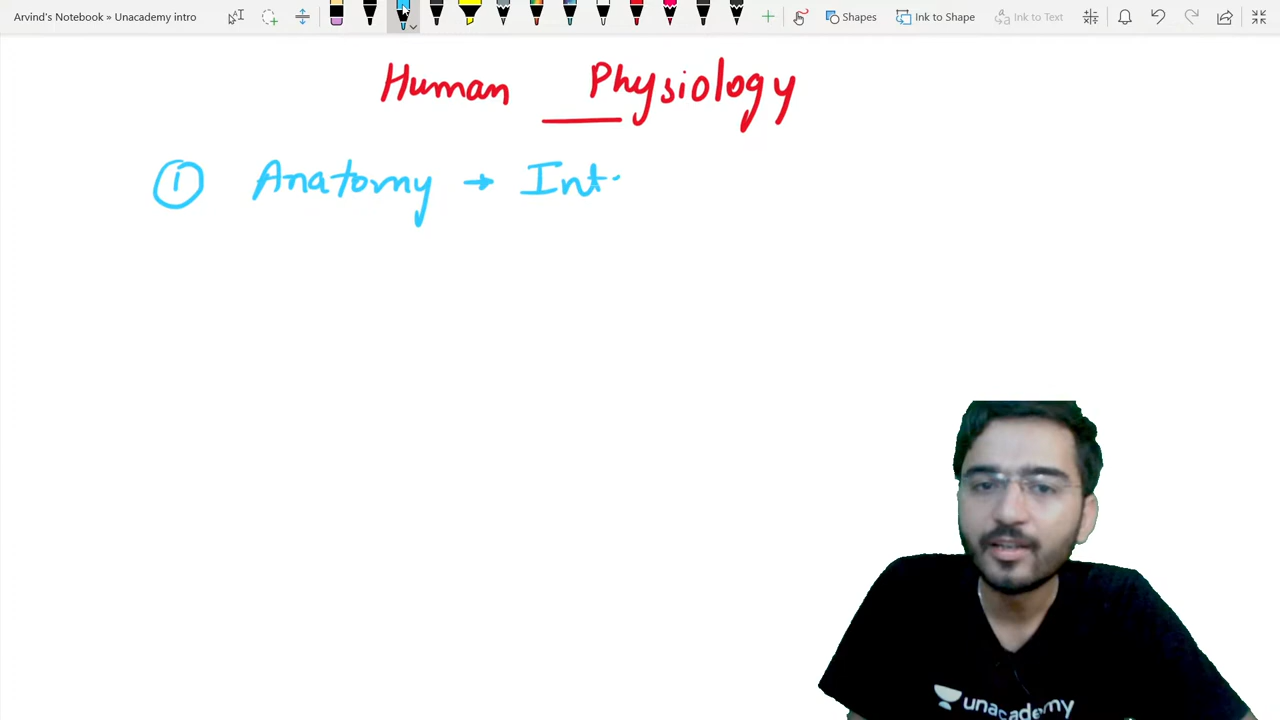 Arvind's Notebook » Unacademy intro
Shapes
Ink to Shape
Ink to Text
Human Physiology
① Anatomy → Int.
unacademy